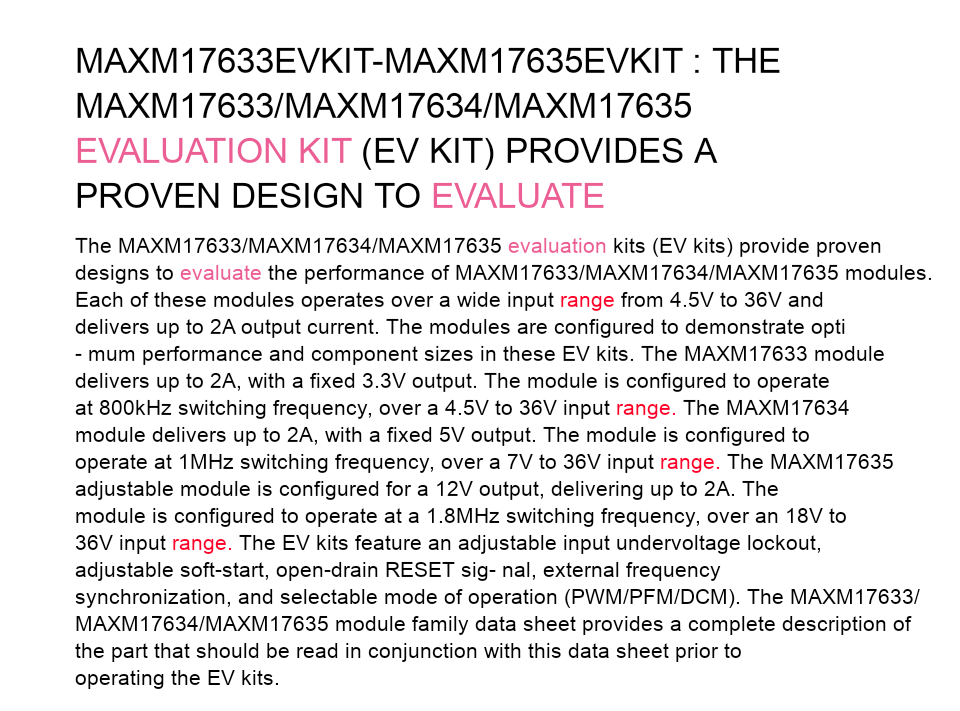 MAXM17633EVKIT-MAXM17635EVKIT : THE
MAXM17633/MAXM17634/MAXM17635
EVALUATION KIT (EV KIT) PROVIDES A
PROVEN DESIGN TO EVALUATE
The MAXM17633/MAXM17634/MAXM17635 evaluation kits (EV kits) provide proven
designs to evaluate the performance of MAXM17633/MAXM17634/MAXM17635 modules.
Each of these modules operates over a wide input range from 4.5V to 36V and
delivers up to 2A output current. The modules are configured to demonstrate opti
- mum performance and component sizes in these EV kits. The MAXM17633 module
delivers up to 2A, with a fixed 3.3V output. The module is configured to operate
at 800kHz switching frequency, over a 4.5V to 36V input range. The MAXM17634
module delivers up to 2A, with a fixed 5V output. The module is configured to
operate at 1MHz switching frequency, over a 7V to 36V input range. The MAXM17635
adjustable module is configured for a 12V output, delivering up to 2A. The
module is configured to operate at a 1.8MHz switching frequency, over an 18V to
36V input range. The EV kits feature an adjustable input undervoltage lockout,
adjustable soft-start, open-drain RESET sig- nal, external frequency
synchronization, and selectable mode of operation (PWM/PFM/DCM). The MAXM17633/
MAXM17634/MAXM17635 module family data sheet provides a complete description of
the part that should be read in conjunction with this data sheet prior to
operating the EV kits.